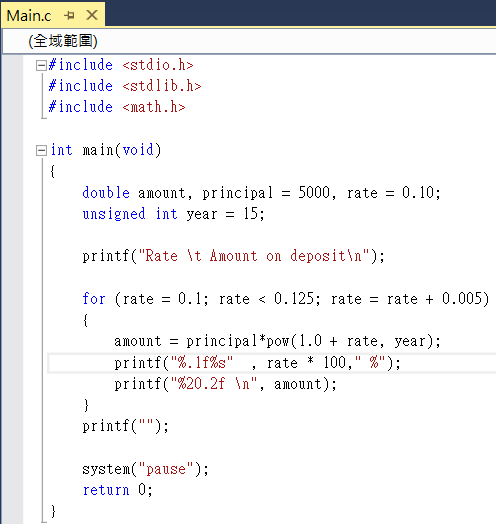 Main.c
(全域範圍)
#include <stdio.h>
#include <stdlib.h>
#include <math.h>
int main(void)
{
double amount, principal = 5000, rate = 0.10;
unsigned int year = 15;
printf("Rate \t Amount on deposit\n");
for (rate = 0.1; rate < 0.125; rate = rate + 0.005)
{
amount = principal*pow(1.0 + rate, year);
printf("%.1f%s"  , rate * 100," %");
printf("%20.2f \n", amount);
}
printf("");
system("pause");
return 0;
}